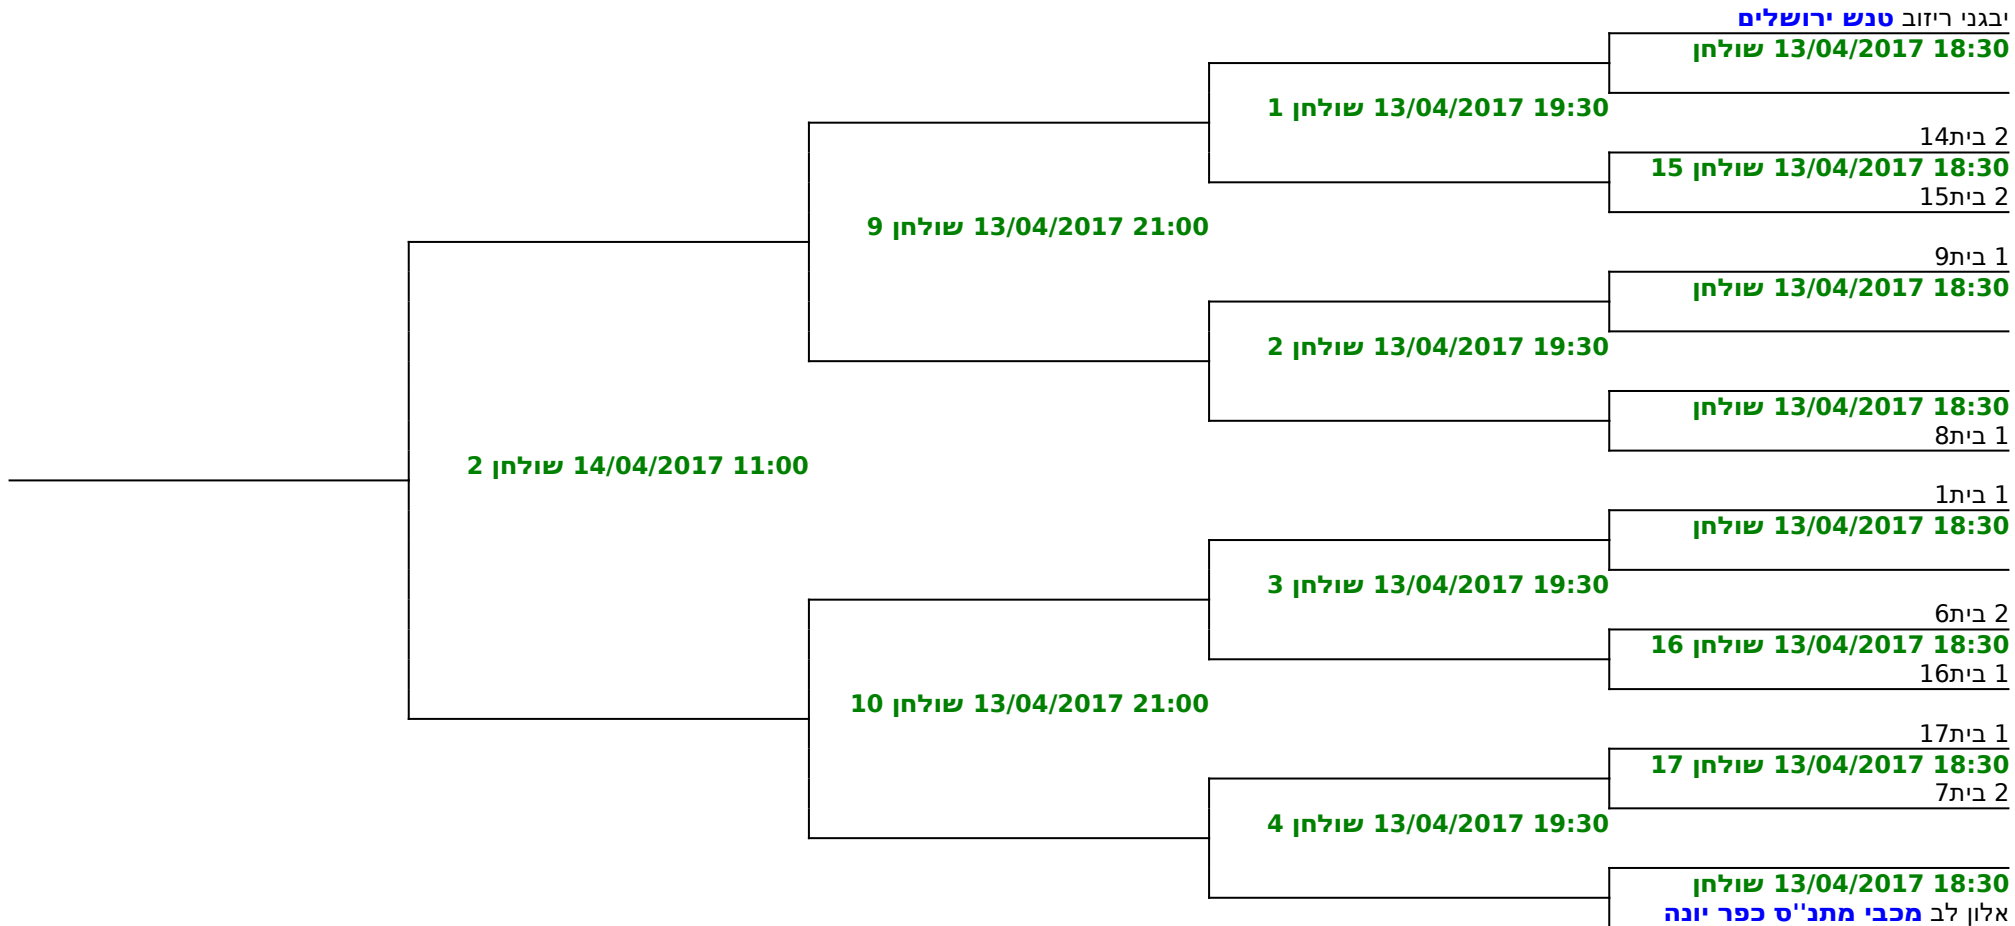 יבגני ריזוב טנש ירושלים
13/04/2017 18:30 שולחן
13/04/2017 19:30 שולחן 1
2 בית14
13/04/2017 18:30 שולחן 15
2 בית15
13/04/2017 21:00 שולחן 9
1 בית9
13/04/2017 18:30 שולחן
13/04/2017 19:30 שולחן 2
13/04/2017 18:30 שולחן
1 בית8
14/04/2017 11:00 שולחן 2
1 בית1
13/04/2017 18:30 שולחן
13/04/2017 19:30 שולחן 3
2 בית6
13/04/2017 18:30 שולחן 16
1 בית16
13/04/2017 21:00 שולחן 10
1 בית17
13/04/2017 18:30 שולחן 17
2 בית7
13/04/2017 19:30 שולחן 4
13/04/2017 18:30 שולחן
אלון לב מכבי מתנ''ס כפר יונה